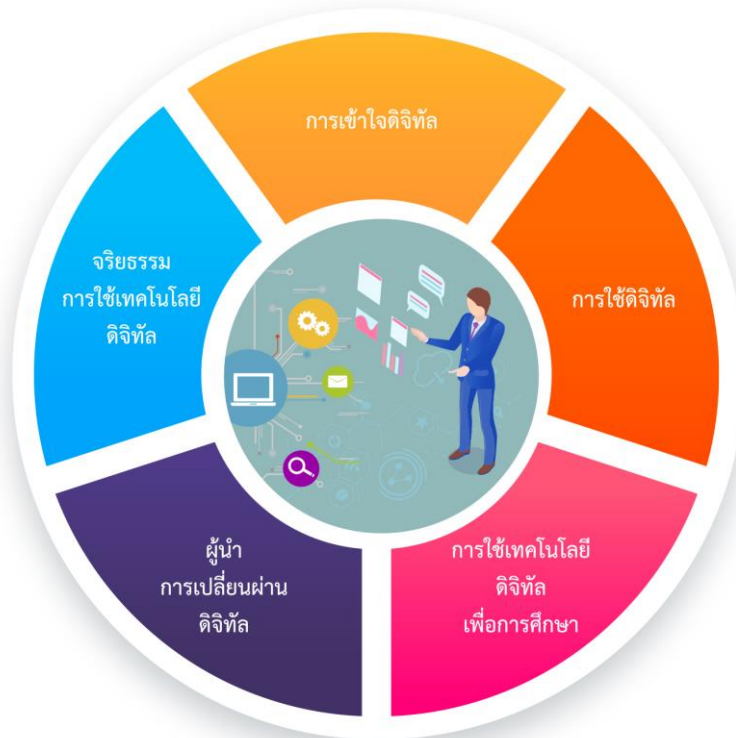 การเข้าใจดิจิทัล
การใช้ดิจิทัล
การใช้เทคโนโลยี
ดิจิทัล
เพื่อการศึกษา
ผู้นำ
การเปลี่ยนผ่าน
ดิจิทัล
จริยธรรม
การใช้เทคโนโลยี
ดิจิทัล